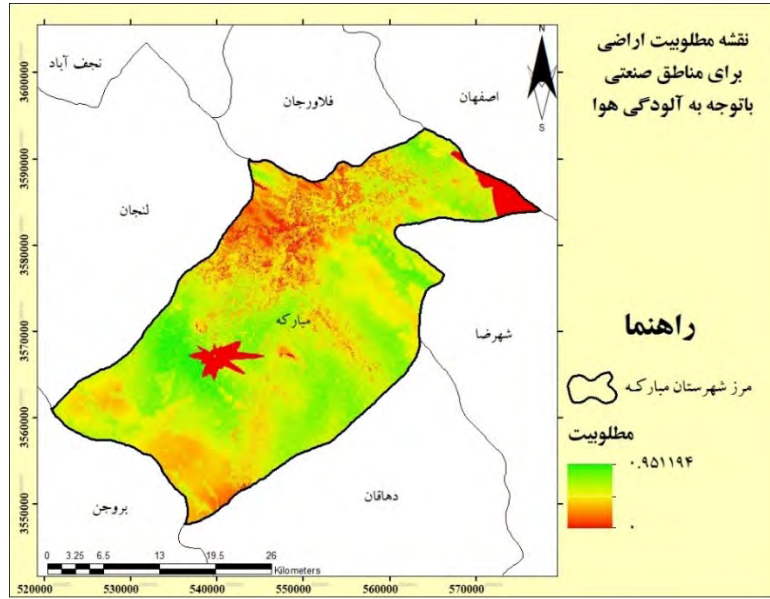 نقشه مطلوبیت اراضی
برای مناطق صنعتی
باتوجه به آلودگی هوا
راهنما
مرز شهرستان مبارکه
مطلوبیت
۰.۹۵۱۱۹۴
۰
N
S
نجف آباد
فلاورجان
اصفهان
لنجان
مبارکه
شهرضا
دهاقان
بروجن
3600000
3590000
3580000
3570000
3560000
3550000
0 3.25 6.5 13 19.5 26
Kilometers
520000 530000 540000 550000 560000 570000